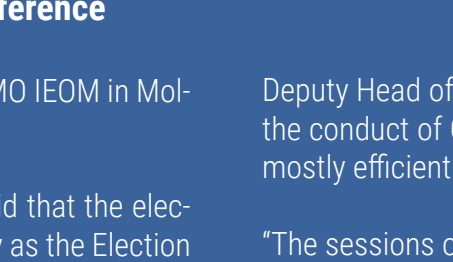 ference
MO IEOM in Mol-
id that the elec-
as the Election
Deputy Head of
the conduct of
mostly efficient
“The sessions